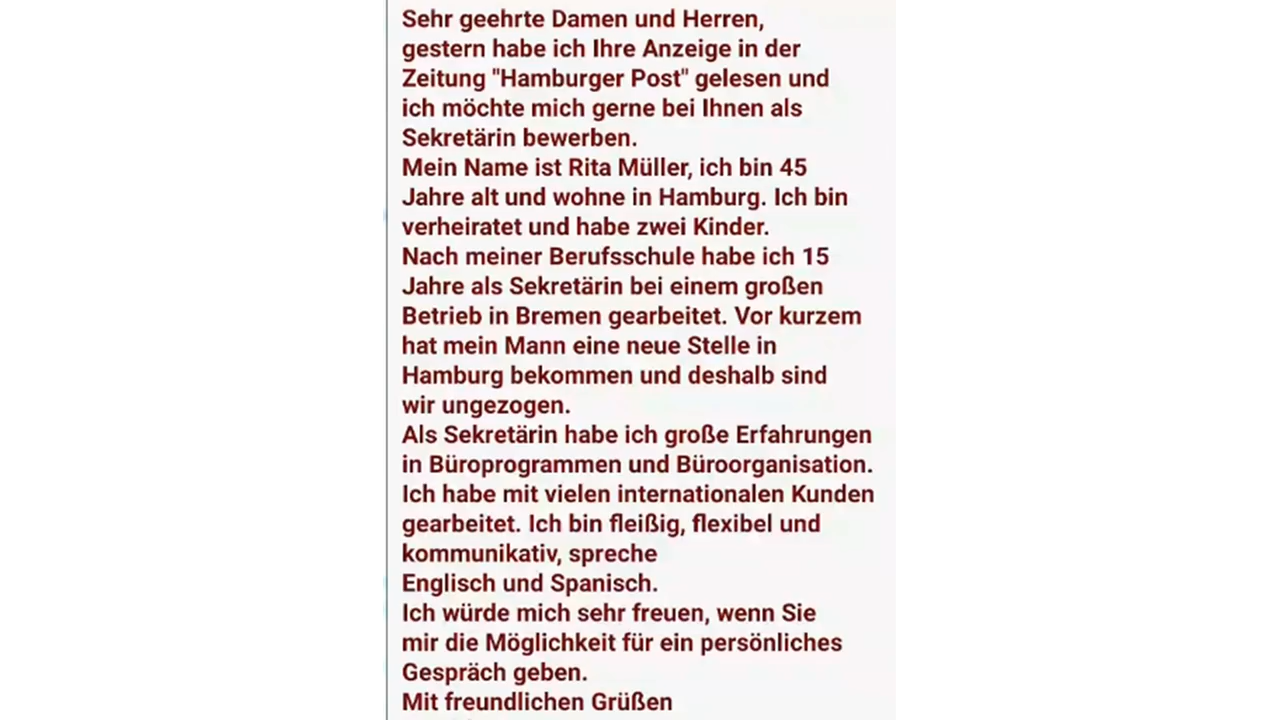 Sehr geehrte Damen und Herren,
gestern habe ich Ihre Anzeige in der
Zeitung "Hamburger Post" gelesen und
ich möchte mich gerne bei Ihnen als
Sekretärin bewerben.
Mein Name ist Rita Müller, ich bin 45
Jahre alt und wohne in Hamburg. Ich bin
verheiratet und habe zwei Kinder.
Nach meiner Berufsschule habe ich 15
Jahre als Sekretärin bei einem großen
Betrieb in Bremen gearbeitet. Vor kurzem
hat mein Mann eine neue Stelle in
Hamburg bekommen und deshalb sind
wir ungezogen.
Als Sekretärin habe ich große Erfahrungen
in Büroprogrammen und Büroorganisation.
Ich habe mit vielen internationalen Kunden
gearbeitet. Ich bin fleißig, flexibel und
kommunikativ, spreche
Englisch und Spanisch.
Ich würde mich sehr freuen, wenn Sie
mir die Möglichkeit für ein persönliches
Gespräch geben.
Mit freundlichen Grüßen